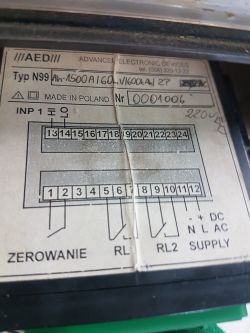 ///AED///
ADVANCED ELECTRONIC DEVICES
Typ N99
MADE IN POLAND Nr 0001004
220V
INP 1
13 14 15 16 17 18 19 20 21 22 23 24
1 2 3 4 5 6 7 8 9 10 11 12
- + DC
N L AC
ZEROWANIE RL1 RL2 SUPPLY